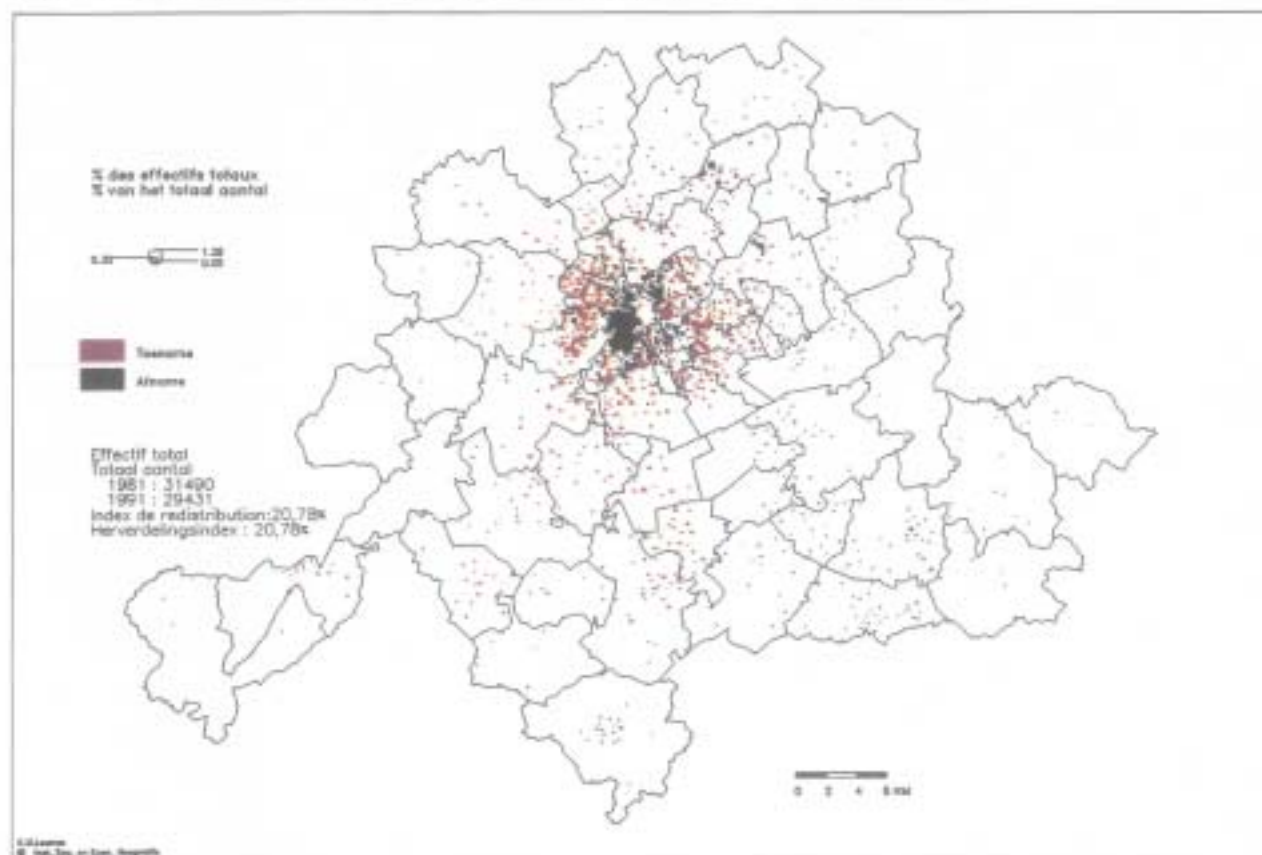 % des effectifs totaux
% van het totaal aantal
Toename
Afname
Effectif total
Totaal aantal
1981 : 31490
1991 : 29431
Index de redistribution:20,78%
Herverdelingsindex : 20,78%
0 2 4 6 KM